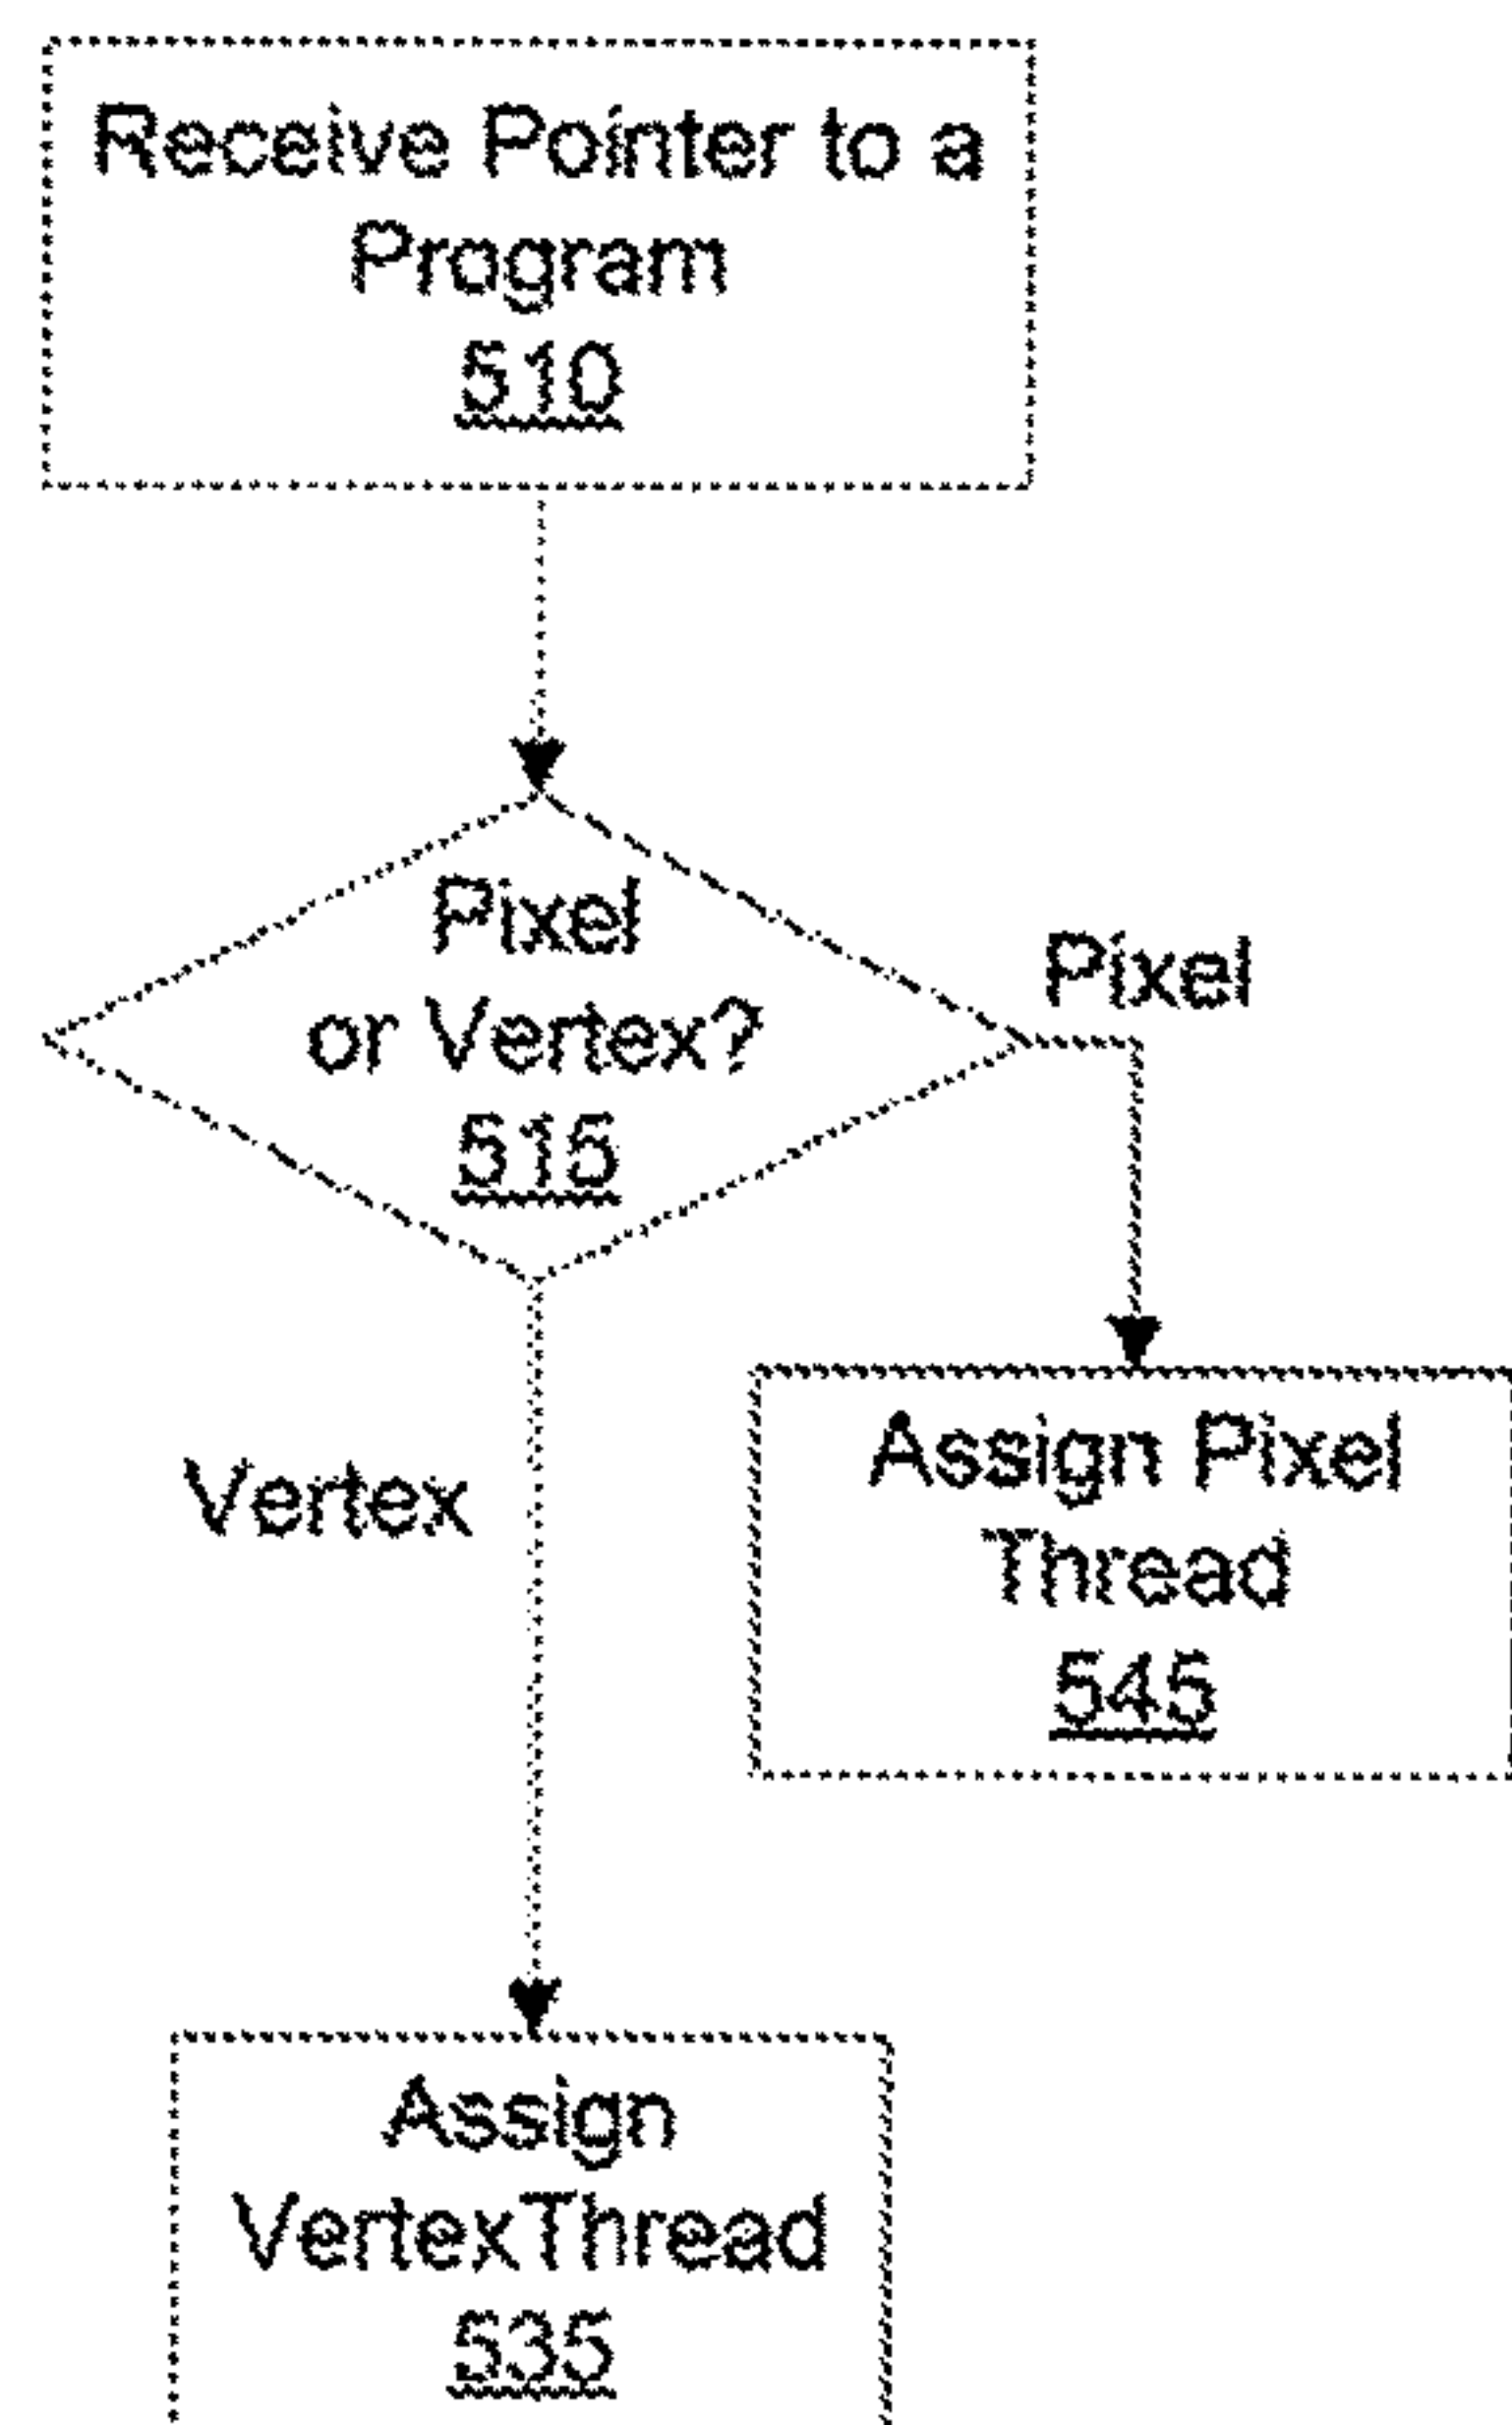 Receive Pointer to a
Program
510
Pixel
or Vertex?
515
Pixel
Vertex
Assign Pixel
Thread
545
Assign
VertexThread
535